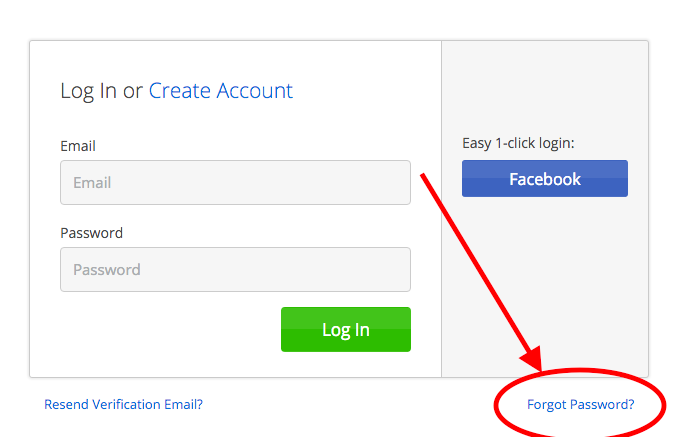 Log In or Create Account
Email
Email
Password
Password
Log In
Easy 1-click login:
Facebook
Resend Verification Email?
Forgot Password?